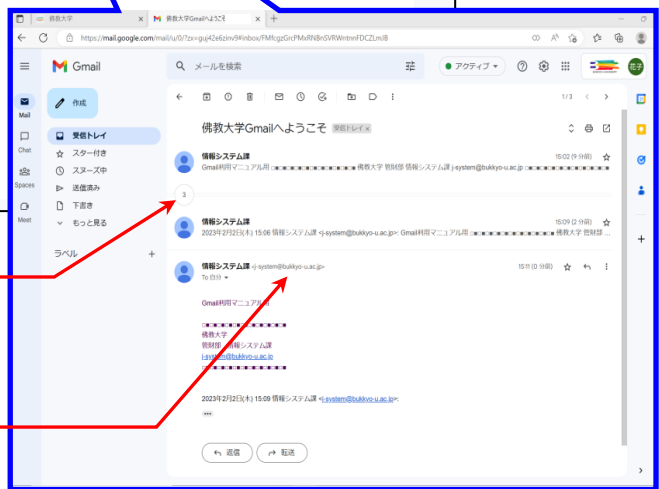 佛教大学
佛教大学Gmailへようこそ
https://mail.google.com/mail/u/0/?zx=guj42e6zinv9#inbox/FMfcgzGrcPMxRNBnSVRWntnnFDCZLmJB
Gmail
メールを検索
アクティブ
花子
Mail
Chat
Spaces
Meet
作成
受信トレイ
スター付き
スヌーズ中
送信済み
下書き
もっと見る
ラベル
1/3
佛教大学Gmailへようこそ 受信トレイ×
情報システム課 15:02 (9 分前)
Gmail利用マニュアル用 佛教大学 管財部 情報システム課 j-system@bukkyo-u.ac.jp
3
情報システム課 15:09 (2 分前)
2023年2月2日(木) 15:06 情報システム課 <j-system@bukkyo-u.ac.jp>: Gmail利用マニュアル用 佛教大学 管財部 ...
情報システム課 <j-system@bukkyo-u.ac.jp> 15:11 (0 分前)
To 自分
Gmail利用マニュアル用
佛教大学
管財部 情報システム課
j-system@bukkyo-u.ac.jp
2023年2月2日(木) 15:09 情報システム課 <j-system@bukkyo-u.ac.jp>:
返信
転送